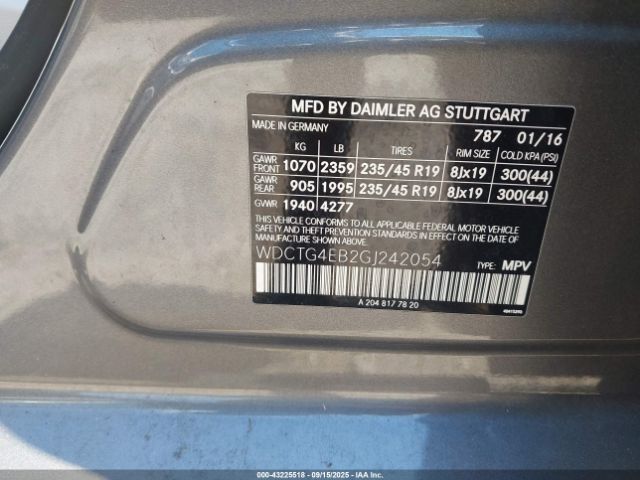 MFD BY DAIMLER AG STUTTGART
MADE IN GERMANY 787 01/16
KG LB TIRES RIM SIZE COLD KPA(PSI)
GAWR FRONT 1070 2359 235/45 R19 8Jx19 300(44)
GAWR REAR 905 1995 235/45 R19 8Jx19 300(44)
GVWR 1940 4277
THIS VEHICLE CONFORMS TO ALL APPLICABLE FEDERAL MOTOR VEHICLE
SAFETY AND THEFT PREVENTION STANDARDS IN EFFECT ON THE DATE OF
MANUFACTURE SHOWN ABOVE.
WDCTG4EB2GJ242054 TYPE: MPV
A 204 817 78 20
000-43225518 | 09/15/2025 | IAAI.COM